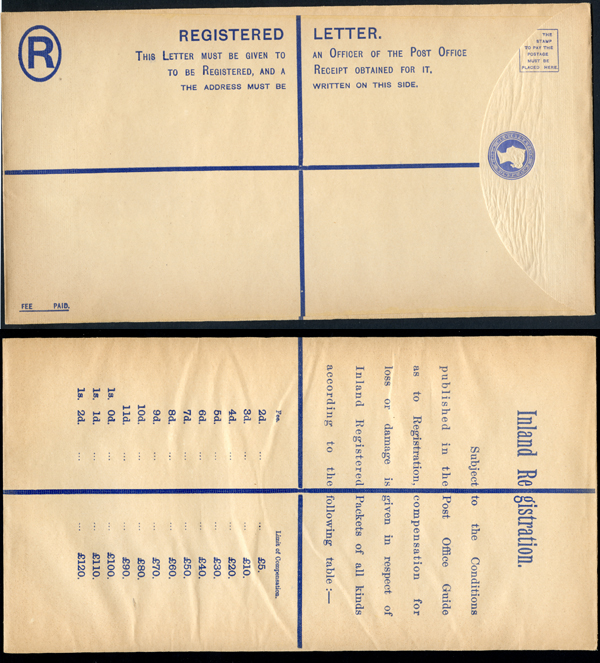 R
REGISTERED LETTER.
THIS LETTER MUST BE GIVEN TO AN OFFICER OF THE POST OFFICE
TO BE REGISTERED, AND A RECEIPT OBTAINED FOR IT.
THE ADDRESS MUST BE WRITTEN ON THIS SIDE.
THE
STAMP
TO PAY THE
POSTAGE
MUST BE
PLACED HERE.
FEE PAID.
Inland Registration.
Subject to the Conditions
published in the Post Office Guide
as to Registration, compensation for
loss or damage is given in respect of
Inland Registered Packets of all kinds
according to the following table :—
Fee. Limit of Compensation.
2d. ... ... £5.
3d. ... ... £10.
4d. ... ... £20.
5d. ... ... £30.
6d. ... ... £40.
7d. ... ... £50.
8d. ... ... £60.
9d. ... ... £70.
10d. ... ... £80.
11d. ... ... £90.
1s. 0d. ... ... £100.
1s. 1d. ... ... £110.
1s. 2d. ... ... £120.